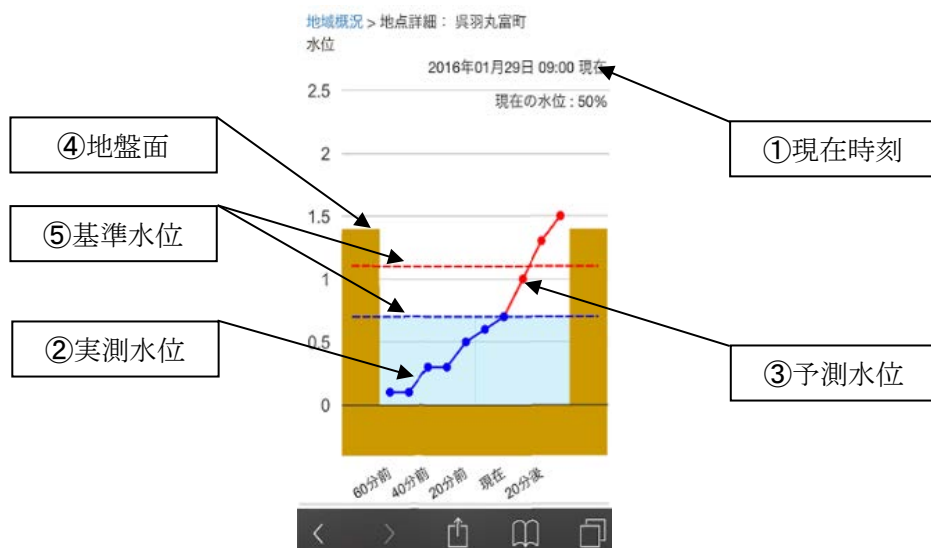 地域概況 > 地点詳細： 呉羽丸富町
水位
2016年01月29日 09:00 現在
現在の水位 : 50%
2.5
2
1.5
1
0.5
0
60分前
40分前
20分前
現在
20分後
④地盤面
⑤基準水位
②実測水位
①現在時刻
③予測水位